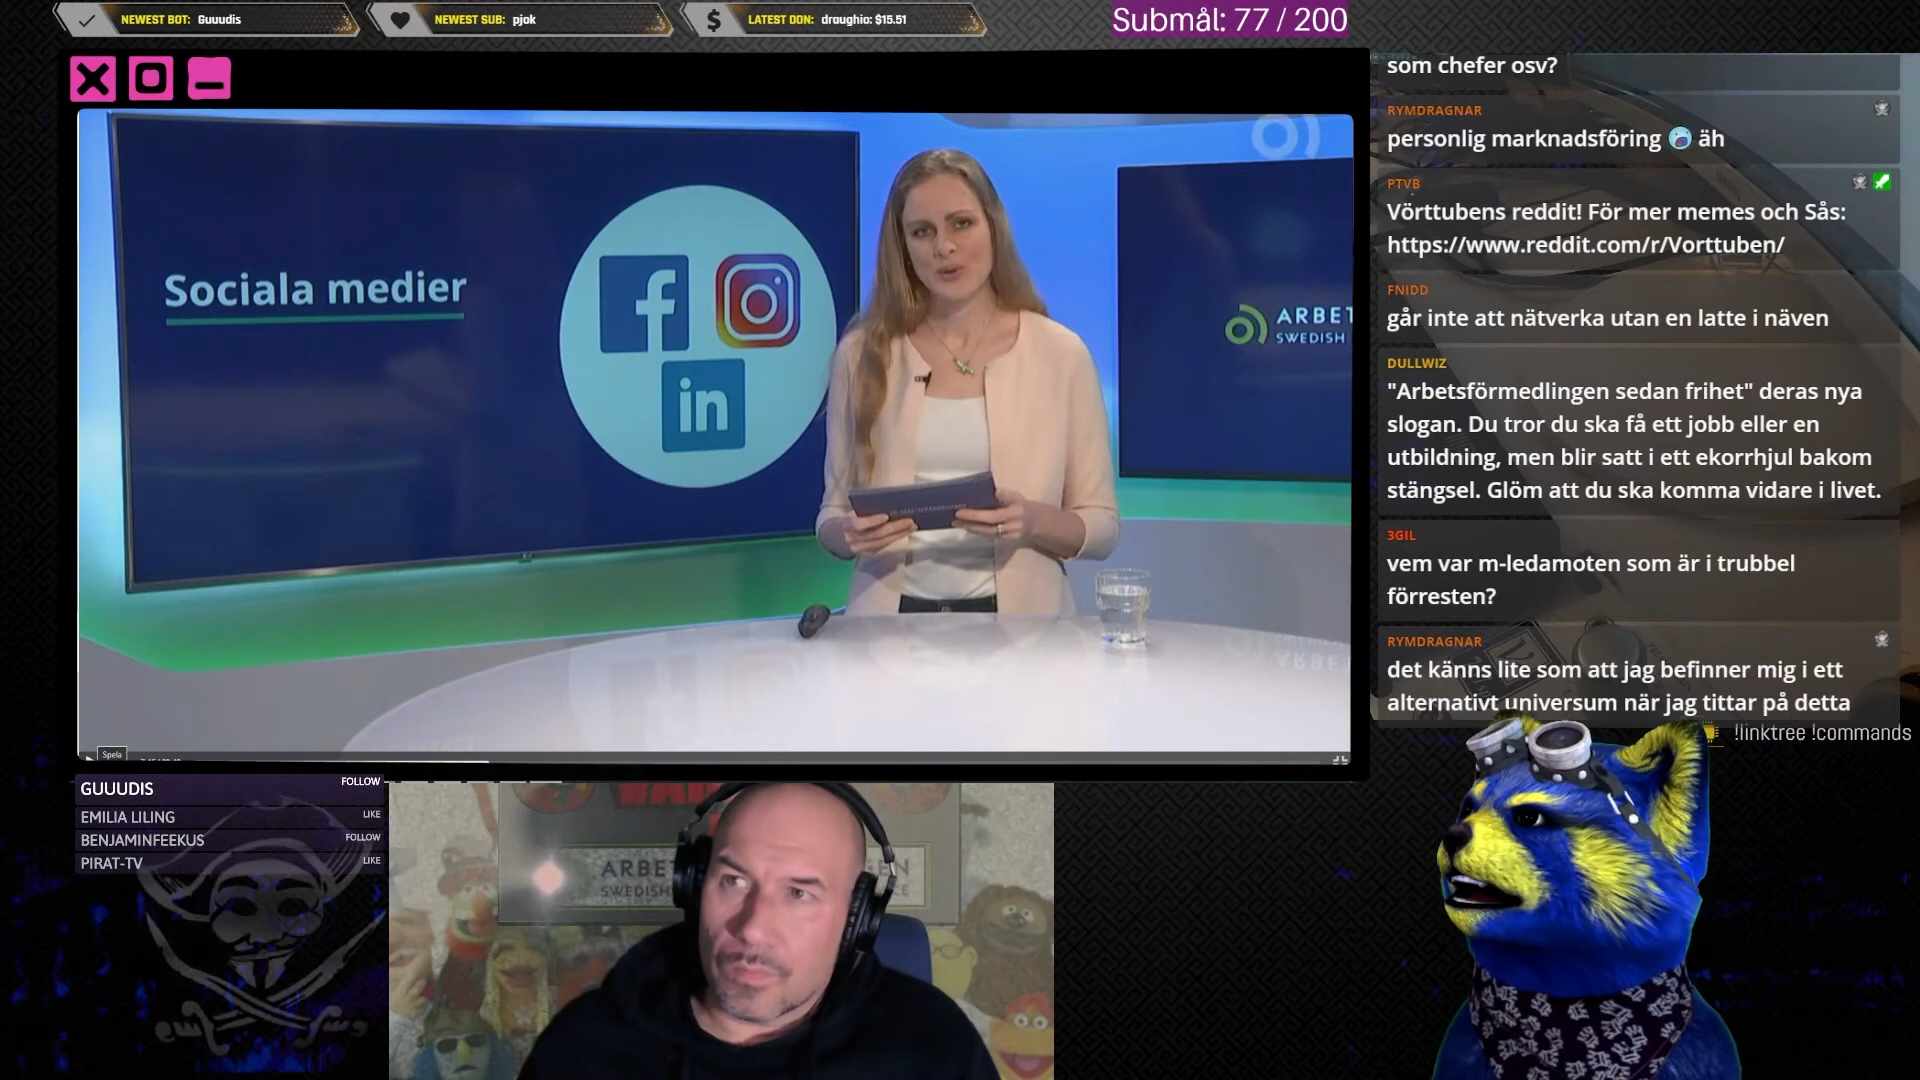 NEWEST BOT: Guuudis
NEWEST SUB: pjok
LATEST DON: draughio: $15.51
Submål: 77 / 200
Sociala medier
f
in
ARBET
SWEDISH
Spela
som chefer osv?
RYMDRAGNAR
personlig marknadsföring äh
PTVB
Vörttubens reddit! För mer memes och Sås:
https://www.reddit.com/r/Vorttuben/
FNIDD
går inte att nätverka utan en latte i näven
DULLWIZ
"Arbetsförmedlingen sedan frihet" deras nya
slogan. Du tror du ska få ett jobb eller en
utbildning, men blir satt i ett ekorrhjul bakom
stängsel. Glöm att du ska komma vidare i livet.
3GIL
vem var m-ledamoten som är i trubbel
förresten?
RYMDRAGNAR
det känns lite som att jag befinner mig i ett
alternativt universum när jag tittar på detta
!linktree !commands
GUUUDIS FOLLOW
EMILIA LILING LIKE
BENJAMINFEEKUS FOLLOW
PIRAT-TV LIKE
ARBE
SWEDISH